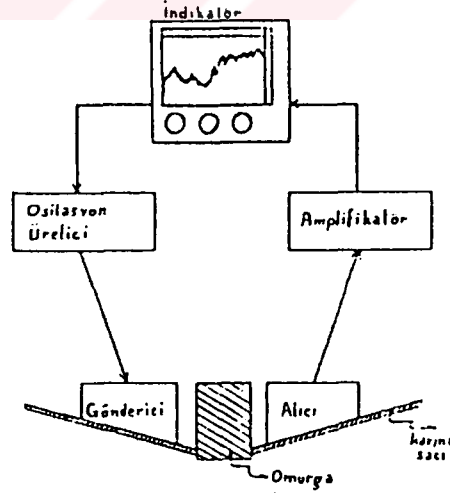 İndikatör
Osilasyon
Üretici
Amplifikatör
Gönderici
Alıcı
karina
sacı
Omurga